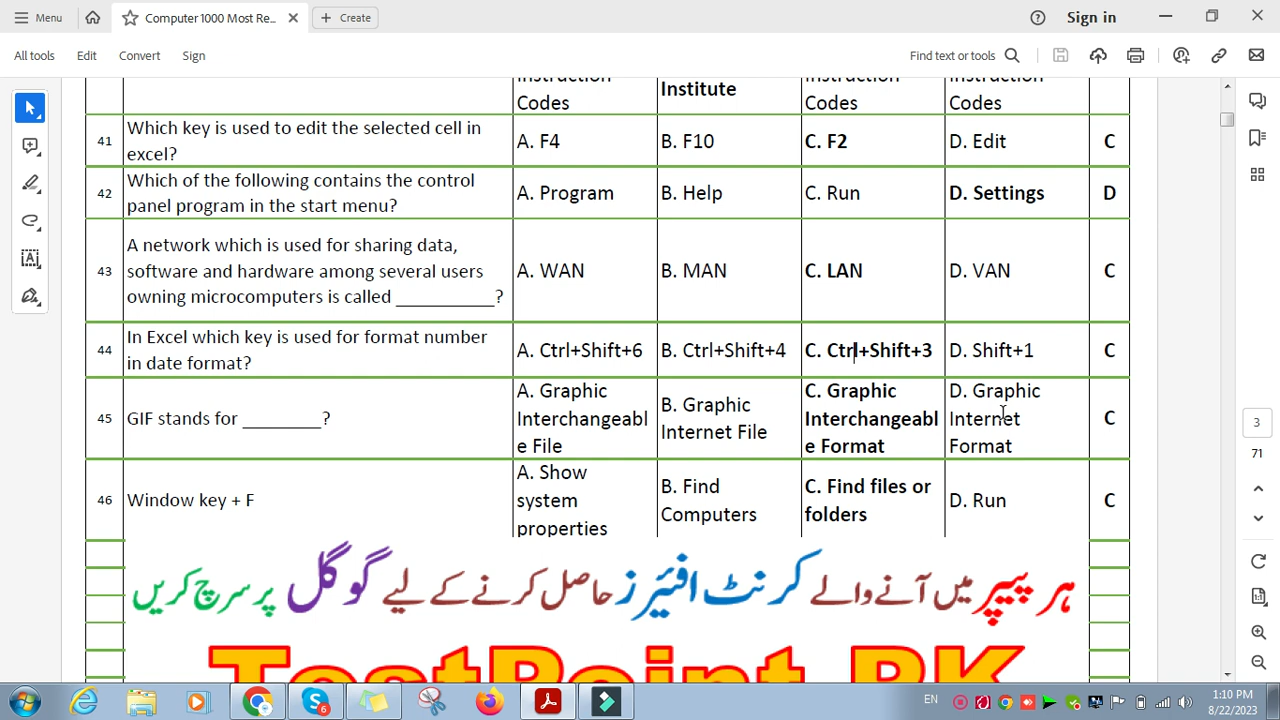 Menu
Computer 1000 Most Re...
Create
Sign in
All tools
Edit
Convert
Sign
Find text or tools
Instruction
Codes
Institute
Instruction
Codes
Instruction
Codes
41
Which key is used to edit the selected cell in
excel?
A. F4
B. F10
C. F2
D. Edit
C
42
Which of the following contains the control
panel program in the start menu?
A. Program
B. Help
C. Run
D. Settings
D
43
A network which is used for sharing data,
software and hardware among several users
owning microcomputers is called __________?
A. WAN
B. MAN
C. LAN
D. VAN
C
44
In Excel which key is used for format number
in date format?
A. Ctrl+Shift+6
B. Ctrl+Shift+4
C. Ctrl+Shift+3
D. Shift+1
C
45
GIF stands for ________?
A. Graphic
Interchangeabl
e File
B. Graphic
Internet File
C. Graphic
Interchangeabl
e Format
D. Graphic
Internet
Format
C
46
Window key + F
A. Show
system
properties
B. Find
Computers
C. Find files or
folders
D. Run
C
ہر پیپر میں آنے والے کرنٹ افئیرز حاصل کرنے کے لیے گوگل پر سرچ کریں
TestPoint PK
3
71
EN
1:10 PM
8/22/2023
6